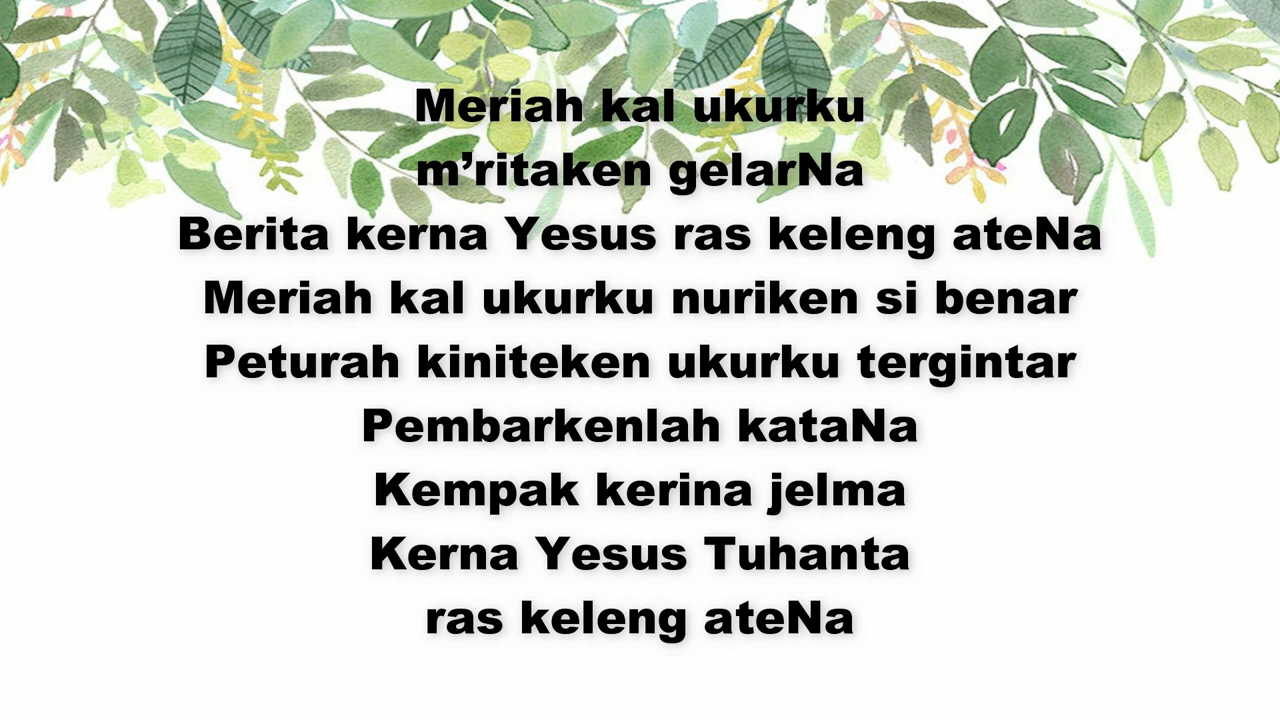 Meriah kal ukurku
m’ritaken gelarNa
Berita kerna Yesus ras keleng ateNa
Meriah kal ukurku nuriken si benar
Peturah kiniteken ukurku tergintar
Pembarkenlah kataNa
Kempak kerina jelma
Kerna Yesus Tuhanta
ras keleng ateNa